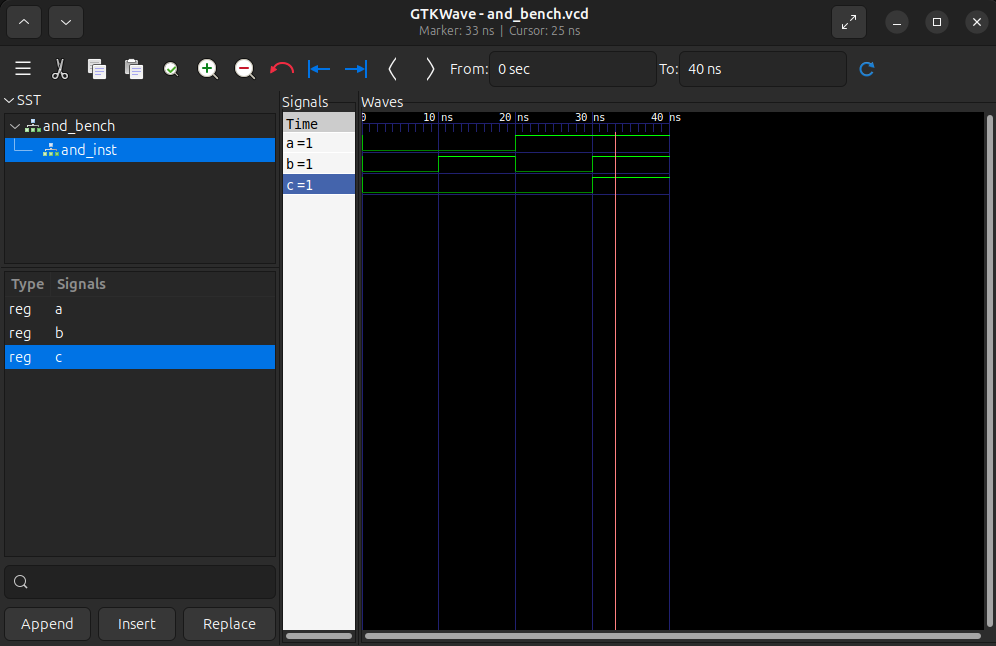 GTKWave - and_bench.vcd
Marker: 33 ns | Cursor: 25 ns
From: 0 sec To: 40 ns
SST
and_bench
and_inst
Type Signals
reg a
reg b
reg c
Append Insert Replace
Signals
Time
a =1
b =1
c =1
Waves
0 10 ns 20 ns 30 ns 40 ns